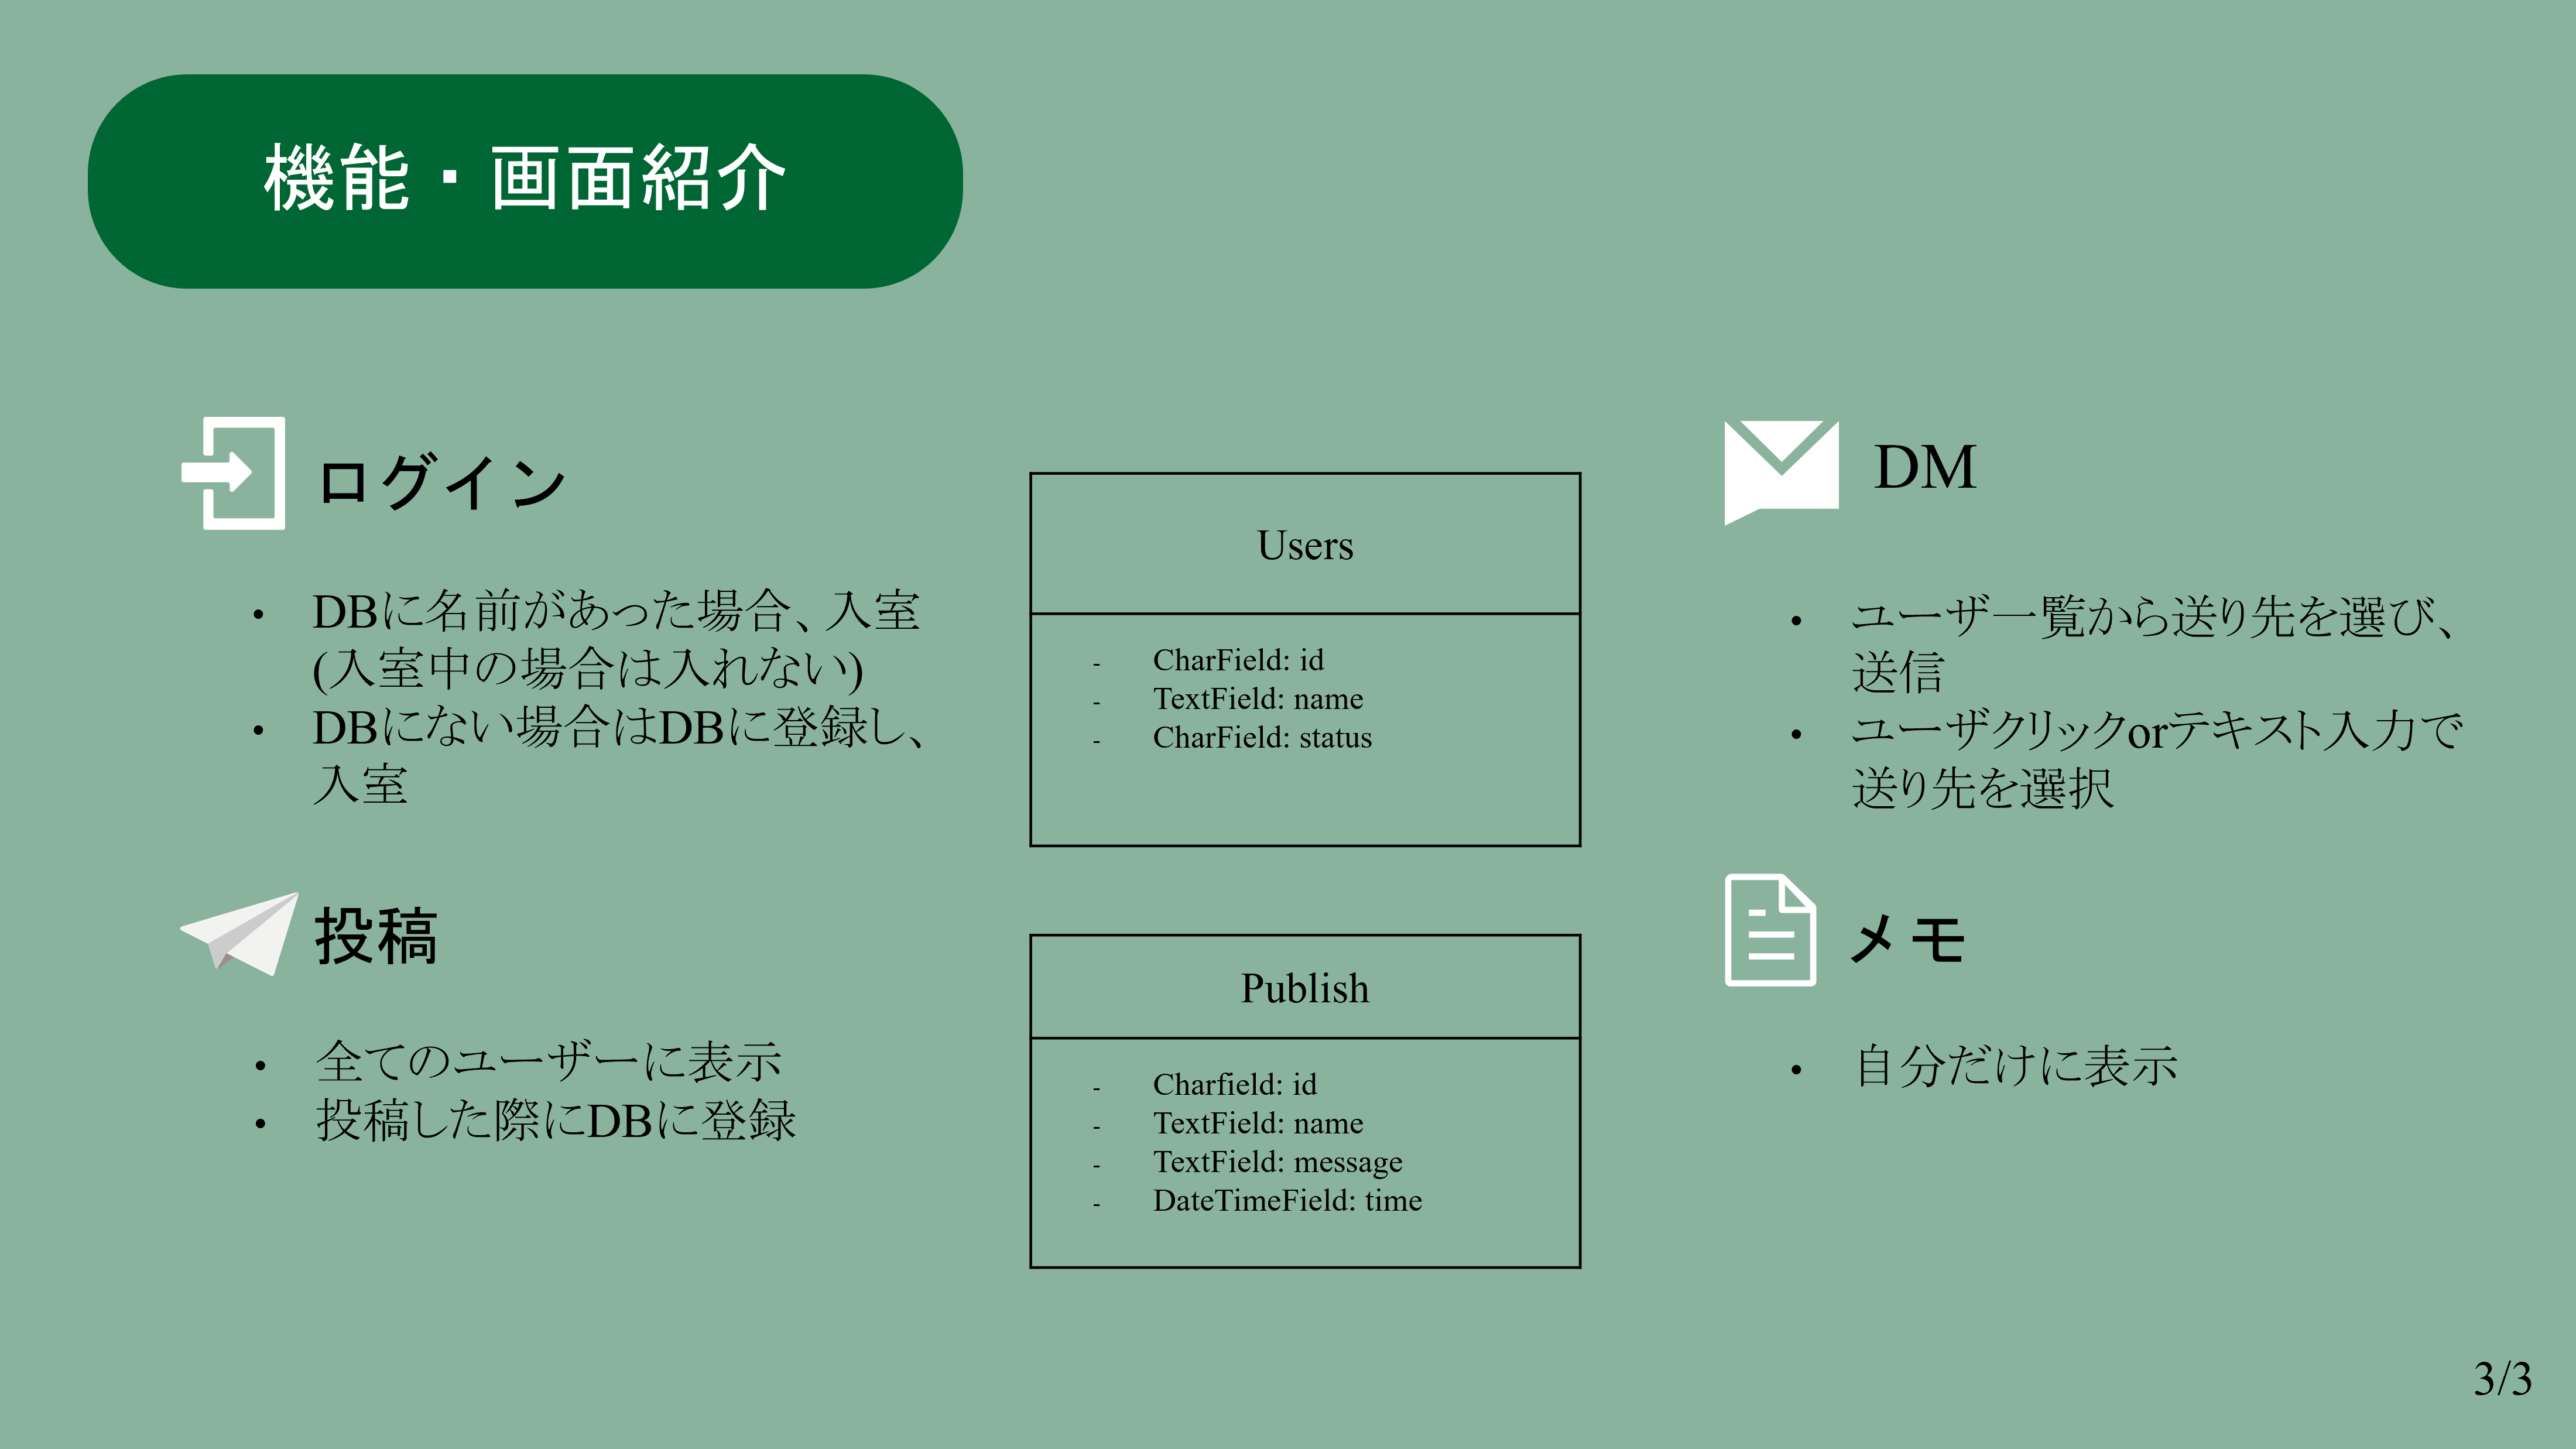 機能・画面紹介
ログイン
• DBに名前があった場合、入室
(入室中の場合は入れない)
• DBにない場合はDBに登録し、
入室
投稿
• 全てのユーザーに表示
• 投稿した際にDBに登録
Users
- CharField: id
- TextField: name
- CharField: status
Publish
- Charfield: id
- TextField: name
- TextField: message
- DateTimeField: time
DM
• ユーザ一覧から送り先を選び、
送信
• ユーザクリックorテキスト入力で
送り先を選択
メモ
• 自分だけに表示
3/3